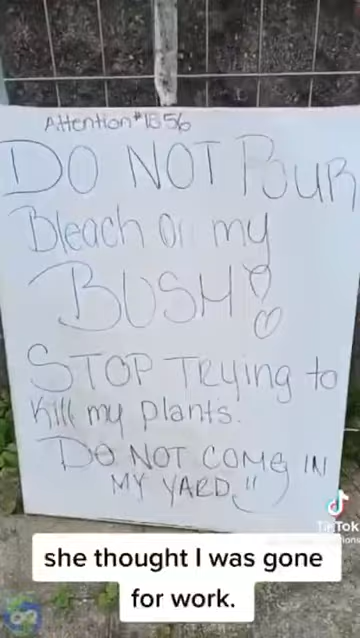 Attention #1856
DO NOT POUR
Bleach on my
BUSH!
STOP Trying to
Kill my plants.
DO NOT COME IN
MY YARD!!
TikTok
she thought I was gone
for work.